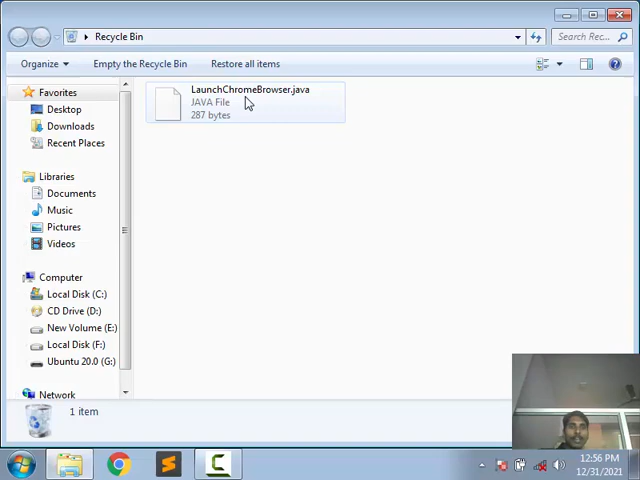 Recycle Bin
Search Rec...
Organize
Empty the Recycle Bin
Restore all items
Favorites
Desktop
Downloads
Recent Places
Libraries
Documents
Music
Pictures
Videos
Computer
Local Disk (C:)
CD Drive (D:)
New Volume (E:)
Local Disk (F:)
Ubuntu 20.0 (G:)
Network
LaunchChromeBrowser.java
JAVA File
287 bytes
1 item
12:56 PM
12/31/2021